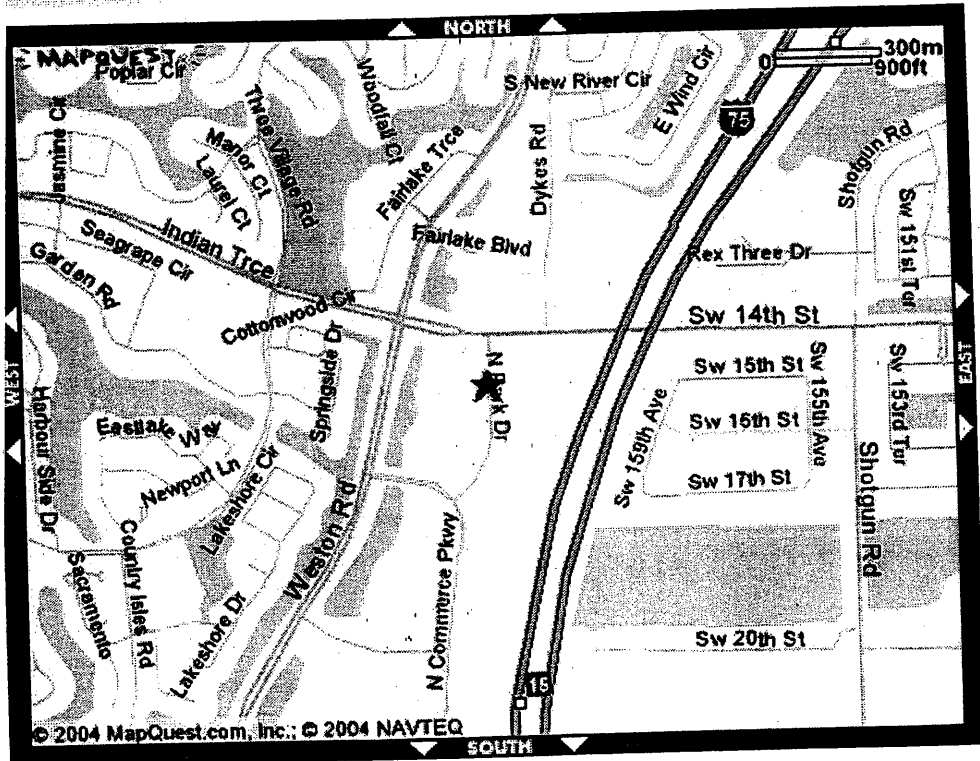 NORTH
MAPQUEST
Poplar Cir
Woodfall Ct
S New River Cir
E Wind Cir
0
300m
900ft
75
Jasmine Ct
Manor Ct
Laurel Ct
Three Village Rd
Fairlake Trce
Dykes Rd
Shotgun Rd
Sw 151st Ter
Indian Trce
Seagrape Cir
Garden Rd
Fairlake Blvd
Rex Three Dr
Cottonwood Cir
Springside Dr
Sw 14th St
WEST
EAST
N Park Dr
Sw 15th St
Sw 155th Ave
Sw 153rd Ter
Harbour Side Dr
Eastlake Way
Sw 159th Ave
Sw 16th St
Newport Ln
Lakeshore Cir
Sw 17th St
Shotgun Rd
Weston Rd
N Commerce Pkwy
Sacramento
Country Isles Rd
Lakeshore Dr
Sw 20th St
15
© 2004 MapQuest.com, Inc.; © 2004 NAVTEQ
SOUTH